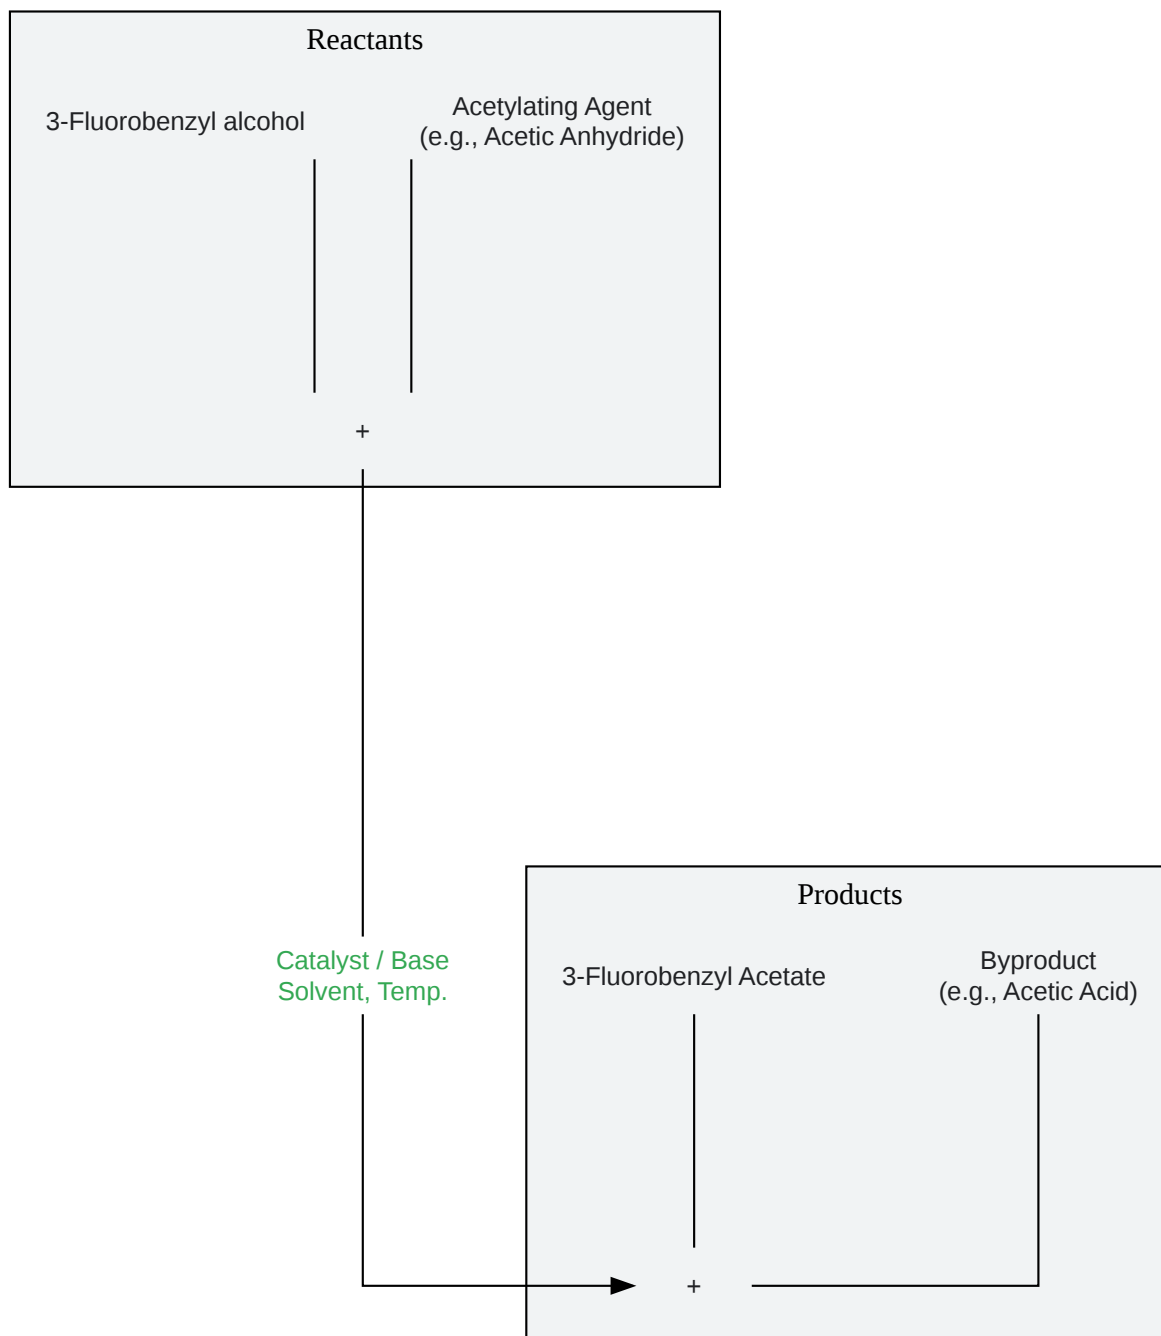 Reactants
3-Fluorobenzyl alcohol
Acetylating Agent
(e.g., Acetic Anhydride)
+
Catalyst / Base
Solvent, Temp.
Products
3-Fluorobenzyl Acetate
Byproduct
(e.g., Acetic Acid)
+